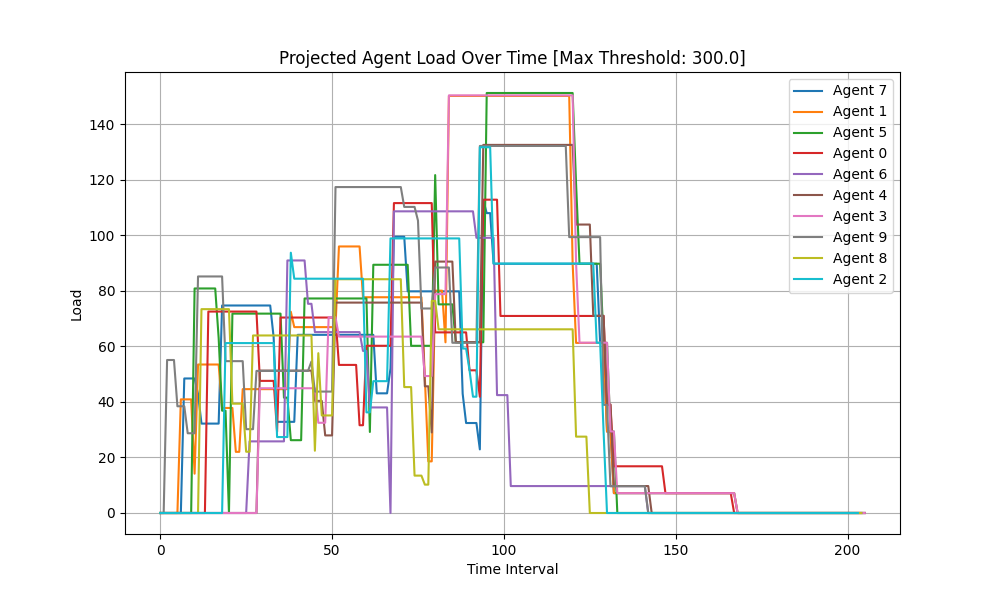 Projected Agent Load Over Time [Max Threshold: 300.0]
Load
140
120
100
80
60
40
20
0
0 50 100 150 200
Time Interval
Agent 7
Agent 1
Agent 5
Agent 0
Agent 6
Agent 4
Agent 3
Agent 9
Agent 8
Agent 2